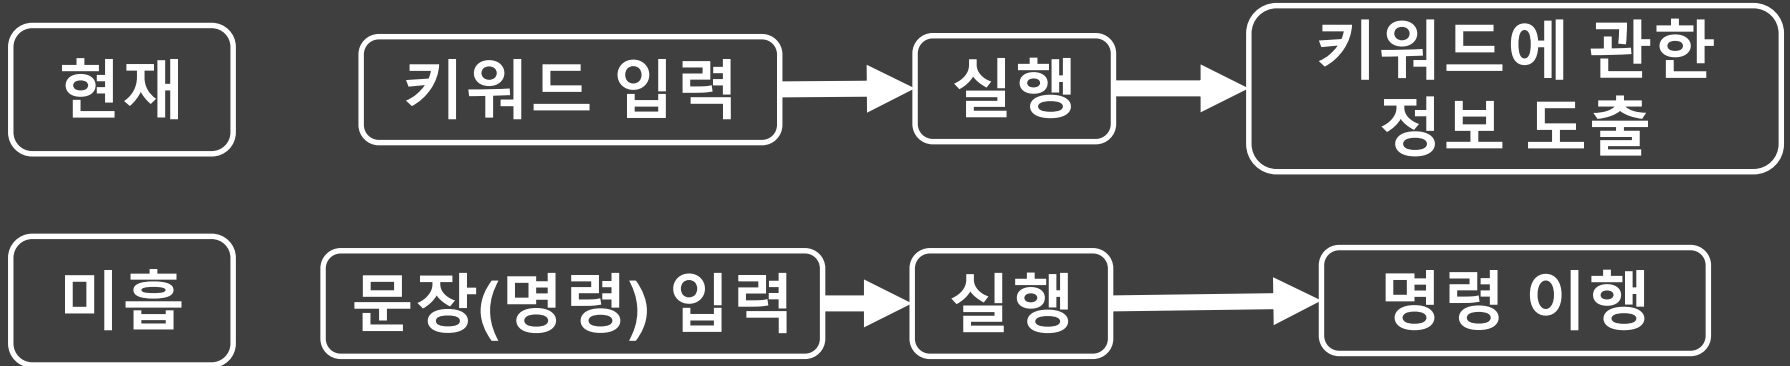 현재
키워드 입력
실행
키워드에 관한
정보 도출
미흡
문장(명령) 입력
실행
명령 이행